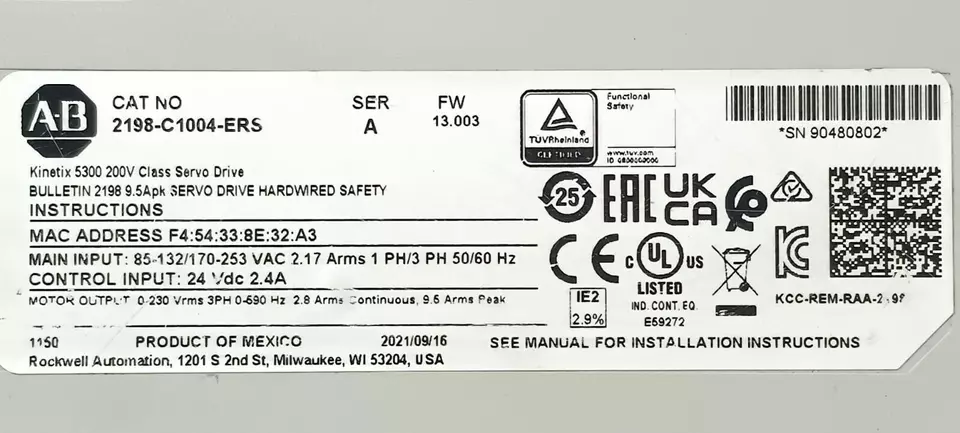 A-B
CAT NO
2198-C1004-ERS
SER
A
FW
13.003
TÜVRheinland
CERTIFIED
Functional
Safety
www.tuv.com
*SN 90480802*
Kinetix 5300 200V Class Servo Drive
BULLETIN 2198 9.5Apk SERVO DRIVE HARDWIRED SAFETY
INSTRUCTIONS
MAC ADDRESS F4:54:33:8E:32:A3
MAIN INPUT: 85-132/170-253 VAC 2.17 Arms 1 PH/3 PH 50/60 Hz
CONTROL INPUT: 24 Vdc 2.4A
MOTOR OUTPUT 0-230 Vrms 3PH 0-590 Hz 2.8 Arms Continuous, 9.5 Arms Peak
25
EAC
UK
CA
CE
C UL US
LISTED
IND. CONT. EQ.
E59272
IE2
2.9%
1150
PRODUCT OF MEXICO
2021/09/16
SEE MANUAL FOR INSTALLATION INSTRUCTIONS
Rockwell Automation, 1201 S 2nd St, Milwaukee, WI 53204, USA